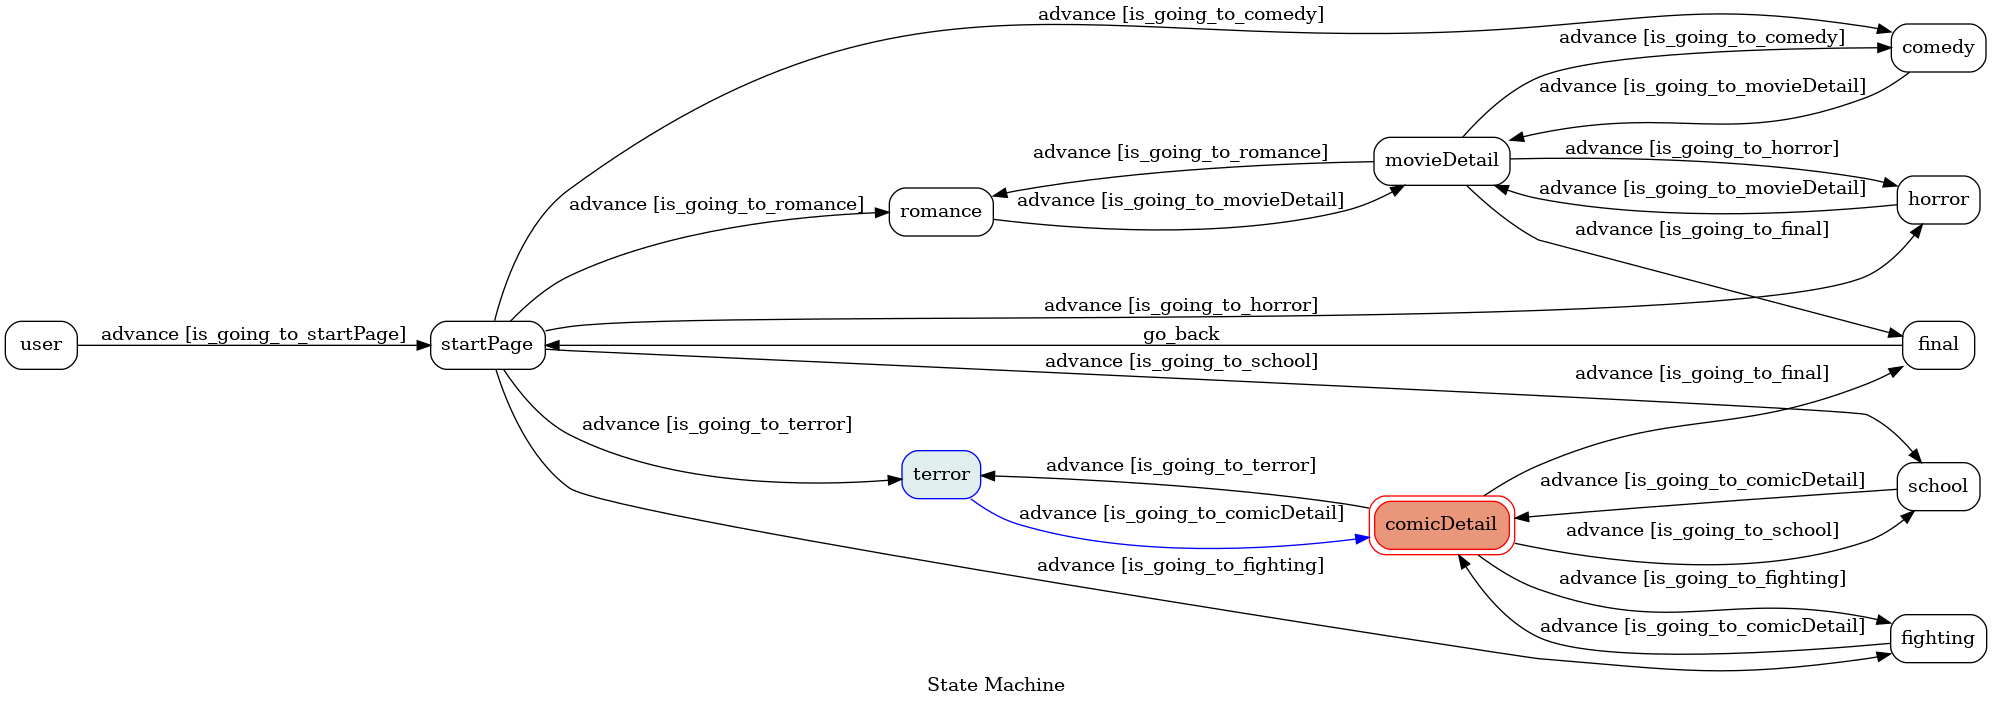 advance [is_going_to_comedy]
advance [is_going_to_comedy]
comedy
advance [is_going_to_movieDetail]
advance [is_going_to_romance]
movieDetail
advance [is_going_to_horror]
advance [is_going_to_movieDetail]
horror
advance [is_going_to_romance]
romance
advance [is_going_to_movieDetail]
advance [is_going_to_final]
advance [is_going_to_horror]
user
advance [is_going_to_startPage]
startPage
go_back
final
advance [is_going_to_school]
advance [is_going_to_final]
advance [is_going_to_terror]
terror
advance [is_going_to_terror]
advance [is_going_to_comicDetail]
school
advance [is_going_to_comicDetail]
comicDetail
advance [is_going_to_school]
advance [is_going_to_fighting]
advance [is_going_to_fighting]
advance [is_going_to_comicDetail]
fighting
State Machine